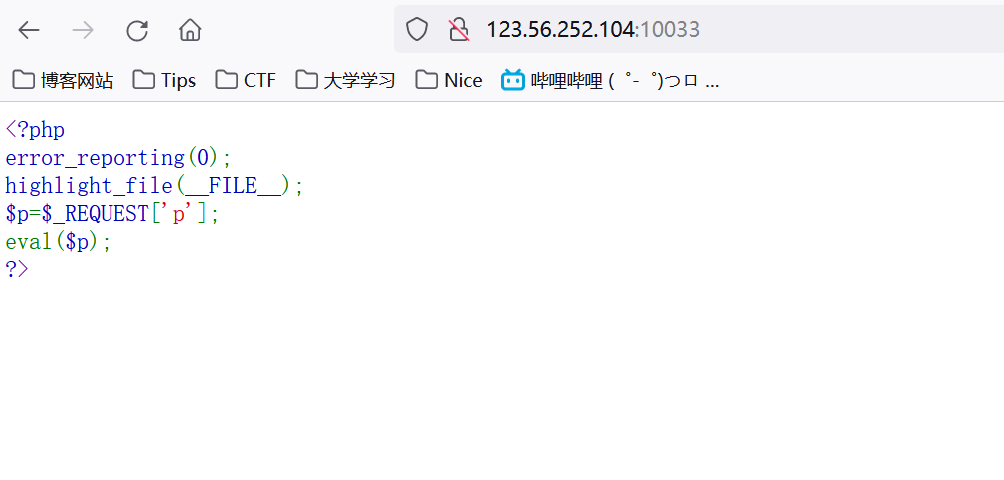 123.56.252.104:10033
博客网站 Tips CTF 大学学习 Nice 哔哩哔哩 ( ゜- ゜)つロ ...
<?php
error_reporting(0);
highlight_file(__FILE__);
$p=$_REQUEST['p'];
eval($p);
?>